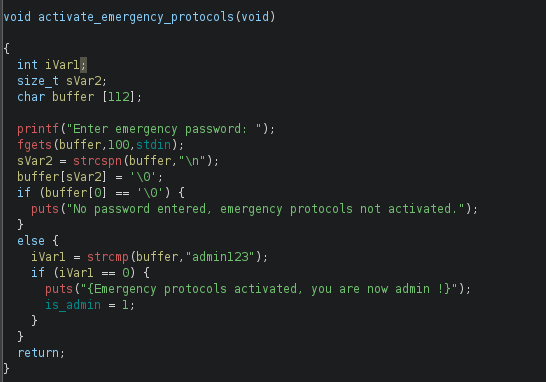 void activate_emergency_protocols(void)
{
int iVar1;
size_t sVar2;
char buffer [112];
printf("Enter emergency password: ");
fgets(buffer,100,stdin);
sVar2 = strcspn(buffer,"\n");
buffer[sVar2] = '\0';
if (buffer[0] == '\0') {
puts("No password entered, emergency protocols not activated.");
}
else {
iVar1 = strcmp(buffer,"admin123");
if (iVar1 == 0) {
puts("{Emergency protocols activated, you are now admin !}");
is_admin = 1;
}
}
return;
}